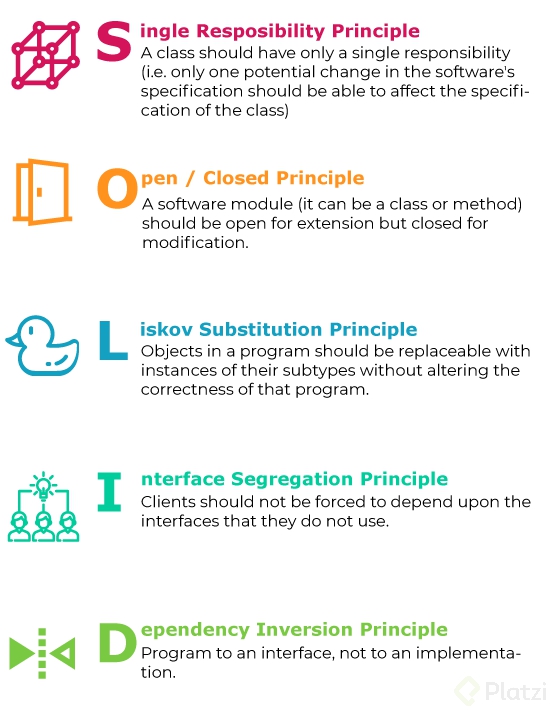 Single Resposibility Principle
A class should have only a single responsibility
(i.e. only one potential change in the software's
specification should be able to affect the specifi-
cation of the class)
Open / Closed Principle
A software module (it can be a class or method)
should be open for extension but closed for
modification.
Liskov Substitution Principle
Objects in a program should be replaceable with
instances of their subtypes without altering the
correctness of that program.
Interface Segregation Principle
Clients should not be forced to depend upon the
interfaces that they do not use.
Dependency Inversion Principle
Program to an interface, not to an implementa-
tion.
Platzi